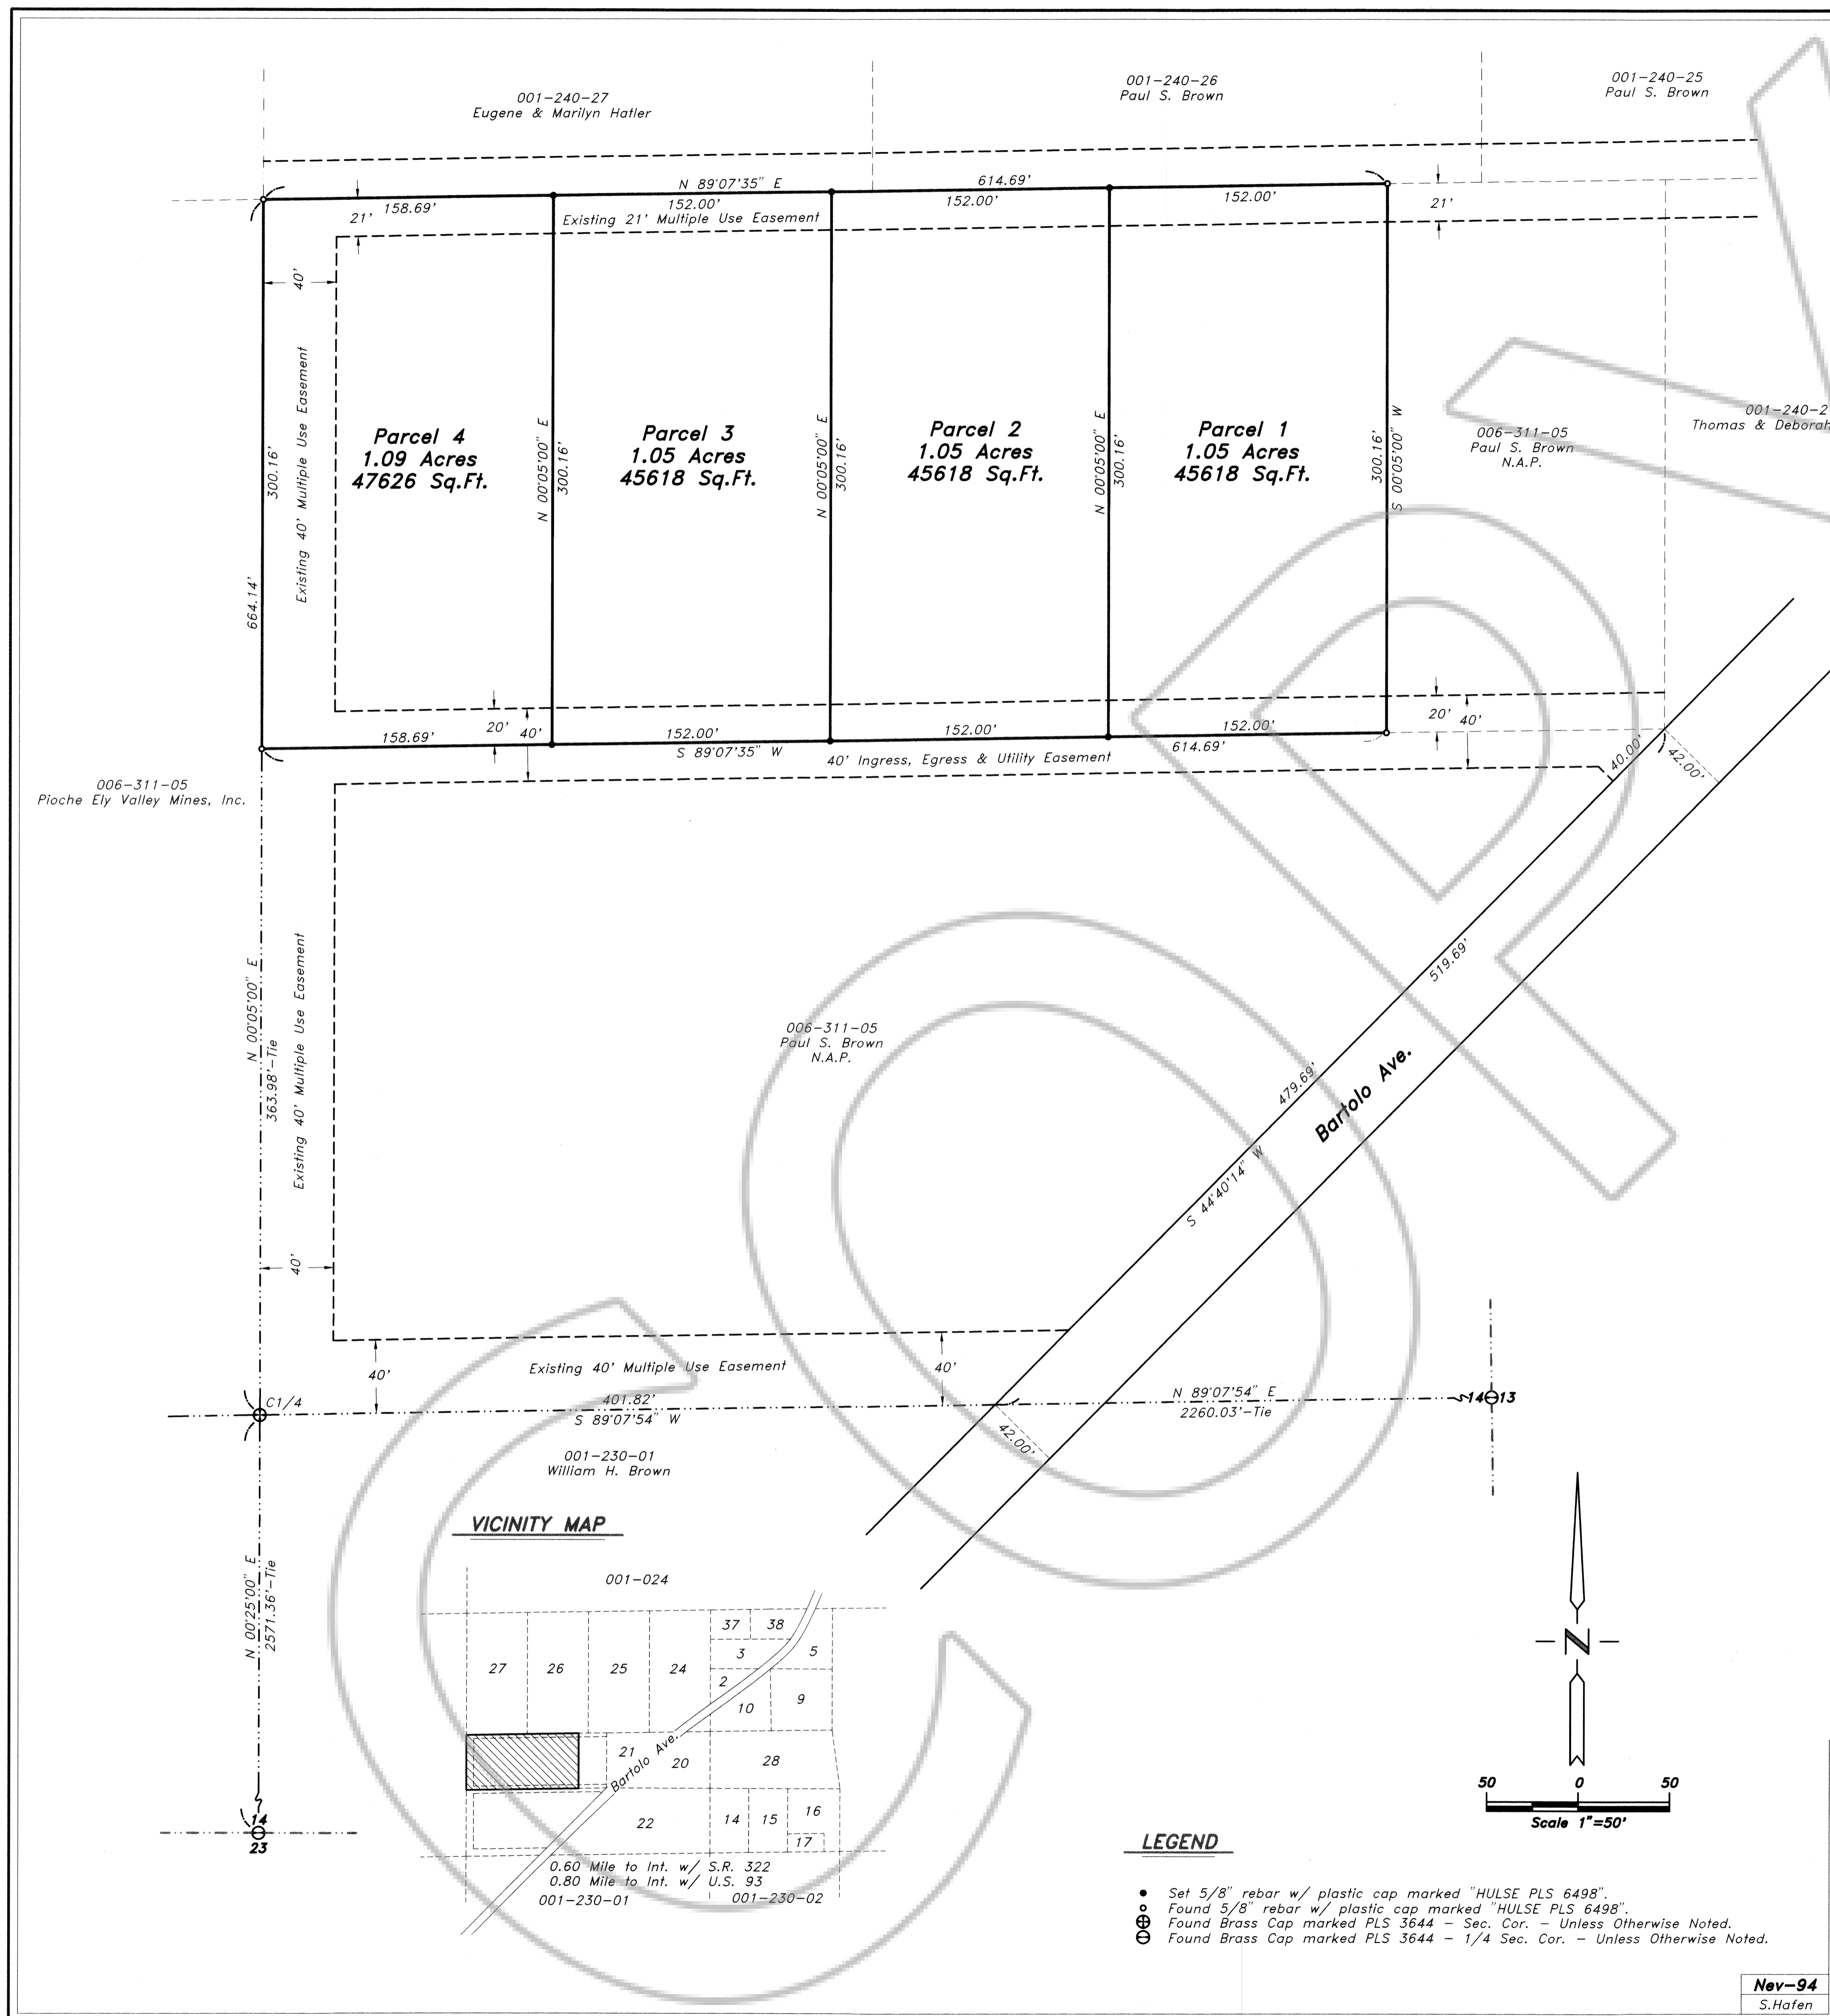 001-240-27
Eugene & Marilyn Hatler
001-240-26
Paul S. Brown
001-240-25
Paul S. Brown
N 89°07'35" E
614.69'
158.69'
152.00'
152.00'
152.00'
21'
Existing 21' Multiple Use Easement
21'
40'
Existing 40' Multiple Use Easement
300.16'
664.14'
Parcel 4
1.09 Acres
47626 Sq.Ft.
N 00°05'00" E
300.16'
Parcel 3
1.05 Acres
45618 Sq.Ft.
N 00°05'00" E
300.16'
Parcel 2
1.05 Acres
45618 Sq.Ft.
N 00°05'00" E
300.16'
Parcel 1
1.05 Acres
45618 Sq.Ft.
300.16'
S 00°05'00" W
006-311-05
Paul S. Brown
N.A.P.
001-240-2
Thomas & Deborah
158.69'
20'
40'
152.00'
S 89°07'35" W
152.00'
152.00'
614.69'
20'
40'
40' Ingress, Egress & Utility Easement
40.00'
42.00'
006-311-05
Pioche Ely Valley Mines, Inc.
N 00°05'00" E
363.98'-Tie
Existing 40' Multiple Use Easement
40'
006-311-05
Paul S. Brown
N.A.P.
519.69'
479.69'
S 44°40'14" W
Bartolo Ave.
40'
Existing 40' Multiple Use Easement
40'
C1/4
401.82'
S 89°07'54" W
N 89°07'54" E
2260.03'-Tie
14
13
42.00'
001-230-01
William H. Brown
N 00°25'00" E
2571.36'-Tie
14
23
VICINITY MAP
001-024
37
38
3
5
27
26
25
24
2
10
9
21
20
28
Bartolo Ave.
22
14
15
16
17
0.60 Mile to Int. w/ S.R. 322
0.80 Mile to Int. w/ U.S. 93
001-230-01
001-230-02
N
50
0
50
Scale 1"=50'
LEGEND
Set 5/8" rebar w/ plastic cap marked "HULSE PLS 6498".
Found 5/8" rebar w/ plastic cap marked "HULSE PLS 6498".
Found Brass Cap marked PLS 3644 - Sec. Cor. - Unless Otherwise Noted.
Found Brass Cap marked PLS 3644 - 1/4 Sec. Cor. - Unless Otherwise Noted.
Nev-94
S.Hafen
COPY